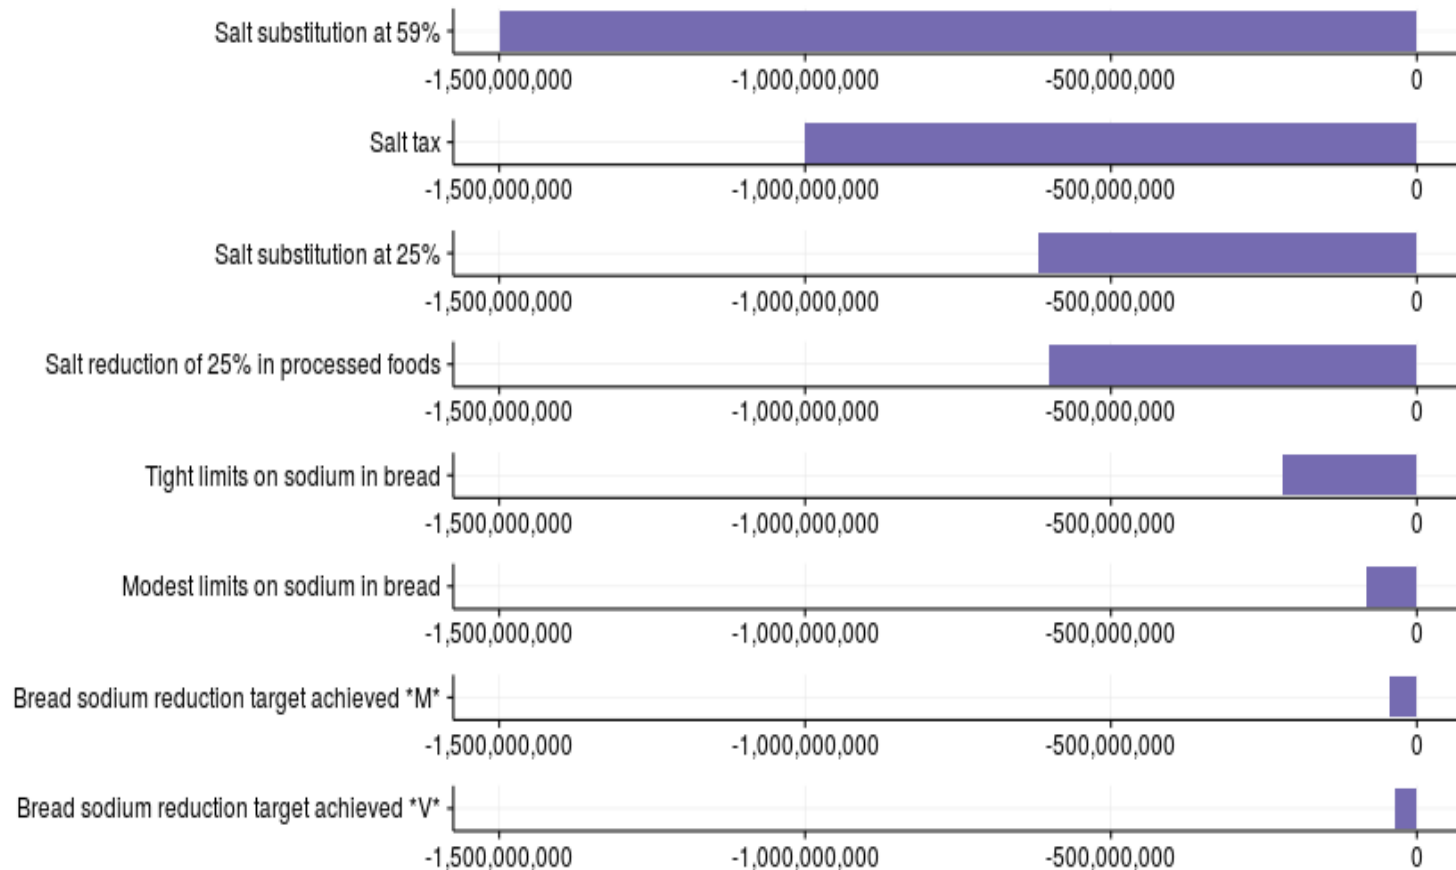 Salt substitution at 59%
-1,500,000,000 -1,000,000,000 -500,000,000 0
Salt tax
-1,500,000,000 -1,000,000,000 -500,000,000 0
Salt substitution at 25%
-1,500,000,000 -1,000,000,000 -500,000,000 0
Salt reduction of 25% in processed foods
-1,500,000,000 -1,000,000,000 -500,000,000 0
Tight limits on sodium in bread
-1,500,000,000 -1,000,000,000 -500,000,000 0
Modest limits on sodium in bread
-1,500,000,000 -1,000,000,000 -500,000,000 0
Bread sodium reduction target achieved *M*
-1,500,000,000 -1,000,000,000 -500,000,000 0
Bread sodium reduction target achieved *V*
-1,500,000,000 -1,000,000,000 -500,000,000 0